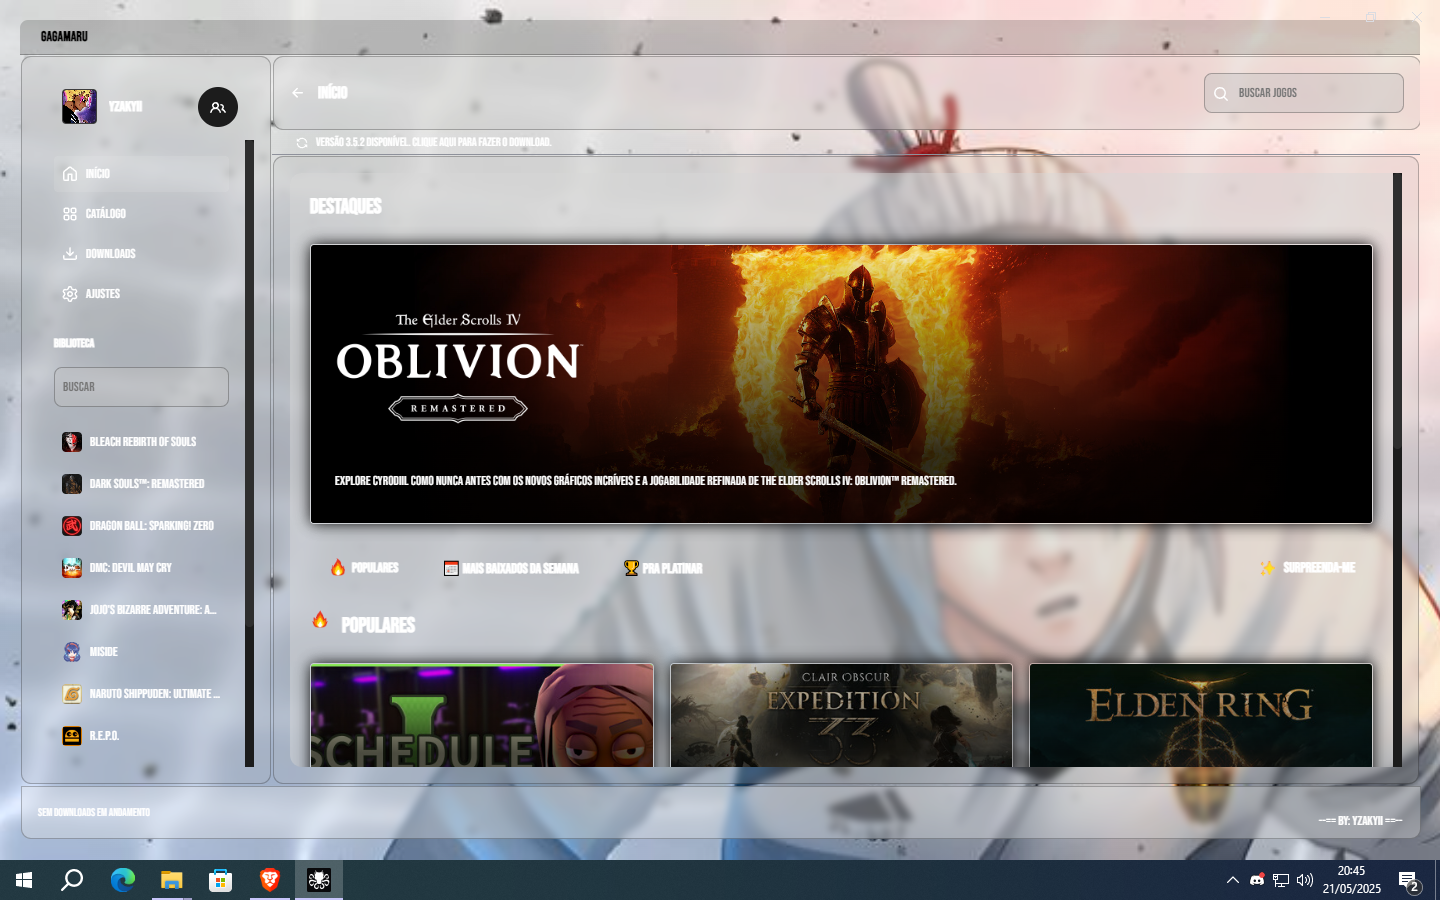 GAGAMARU
YZAKYII
INÍCIO
CATÁLOGO
DOWNLOADS
AJUSTES
BIBLIOTECA
BUSCAR
BLEACH REBIRTH OF SOULS
DARK SOULS™: REMASTERED
DRAGON BALL: SPARKING! ZERO
DMC: DEVIL MAY CRY
JOJO'S BIZARRE ADVENTURE: A...
MISIDE
NARUTO SHIPPUDEN: ULTIMATE ...
R.E.P.O.
INÍCIO
BUSCAR JOGOS
VERSÃO 3.5.2 DISPONÍVEL. CLIQUE AQUI PARA FAZER O DOWNLOAD.
DESTAQUES
The Elder Scrolls IV
OBLIVION
REMASTERED
EXPLORE CYRODIIL COMO NUNCA ANTES COM OS NOVOS GRÁFICOS INCRÍVEIS E A JOGABILIDADE REFINADA DE THE ELDER SCROLLS IV: OBLIVION™ REMASTERED.
POPULARES
MAIS BAIXADOS DA SEMANA
PRA PLATINAR
SURPREENDA-ME
POPULARES
SCHEDULE I
CLAIR OBSCUR
EXPEDITION
33
ELDEN RING
SEM DOWNLOADS EM ANDAMENTO
--== BY: YZAKYII ==--
20:45
21/05/2025
2